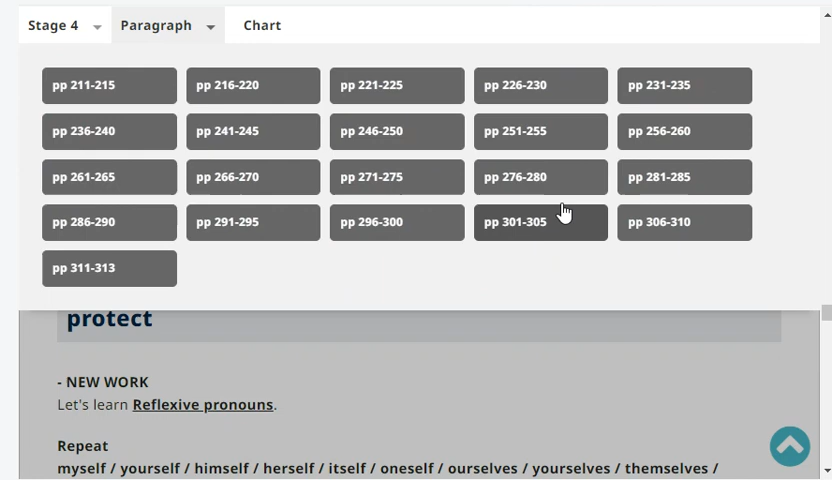 Stage 4 Paragraph Chart
pp 211-215 pp 216-220 pp 221-225 pp 226-230 pp 231-235
pp 236-240 pp 241-245 pp 246-250 pp 251-255 pp 256-260
pp 261-265 pp 266-270 pp 271-275 pp 276-280 pp 281-285
pp 286-290 pp 291-295 pp 296-300 pp 301-305 pp 306-310
pp 311-313
protect
- NEW WORK
Let's learn Reflexive pronouns.
Repeat
myself / yourself / himself / herself / itself / oneself / ourselves / yourselves / themselves /